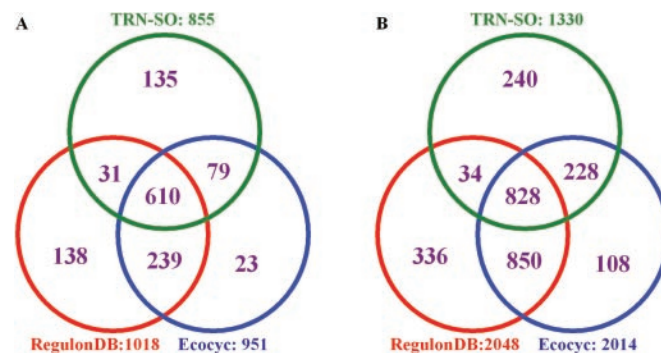 A
TRN-SO: 855
135
31
79
610
138
239
23
RegulonDB:1018
Ecocyc: 951
B
TRN-SO: 1330
240
34
228
828
336
850
108
RegulonDB:2048
Ecocyc: 2014